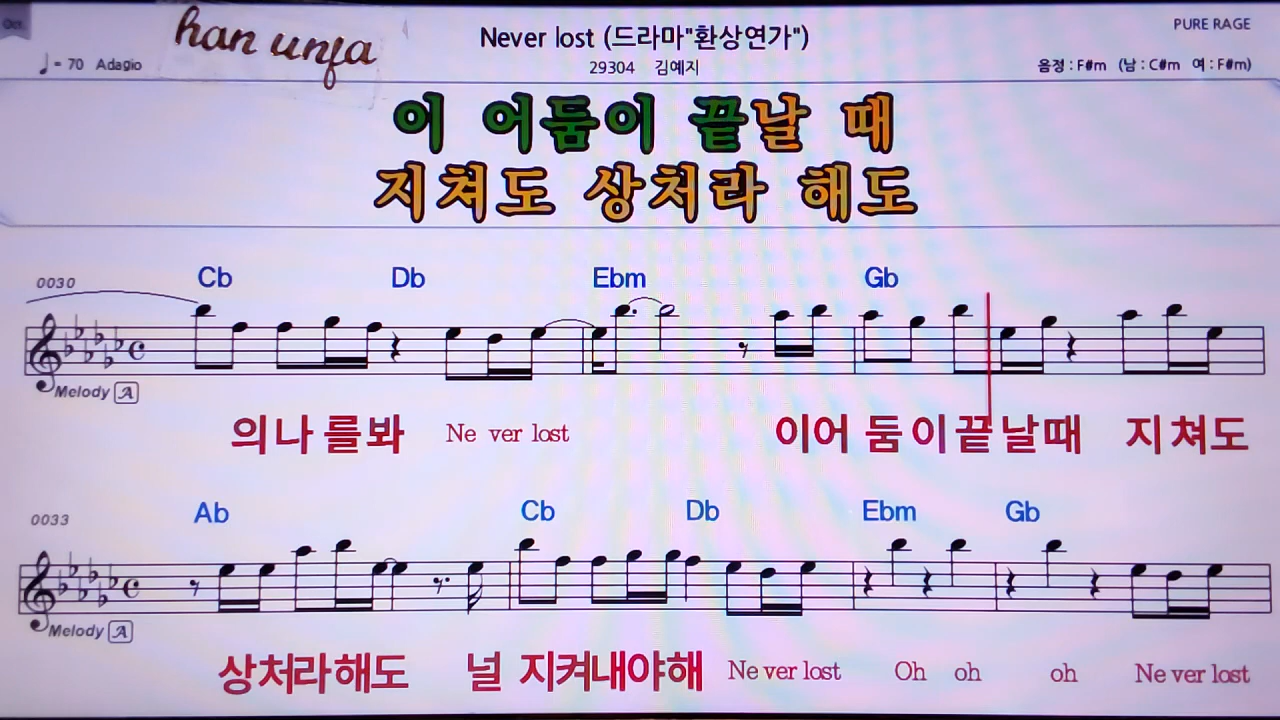 Oct.
han unfa
Never lost (드라마"환상연가")
PURE RAGE
♩= 70 Adagio
29304 김예지
음정 : F#m (남 : C#m 여 : F#m)
이 어둠이 끝날 때
지쳐도 상처라 해도
0030 Cb Db Ebm Gb
Melody A
의나 를봐 Ne ver lost 이어 둠이끝날때 지쳐도
0033 Ab Cb Db Ebm Gb
Melody A
상처라해도 널 지켜내야해 Ne ver lost Oh oh oh Ne ver lost